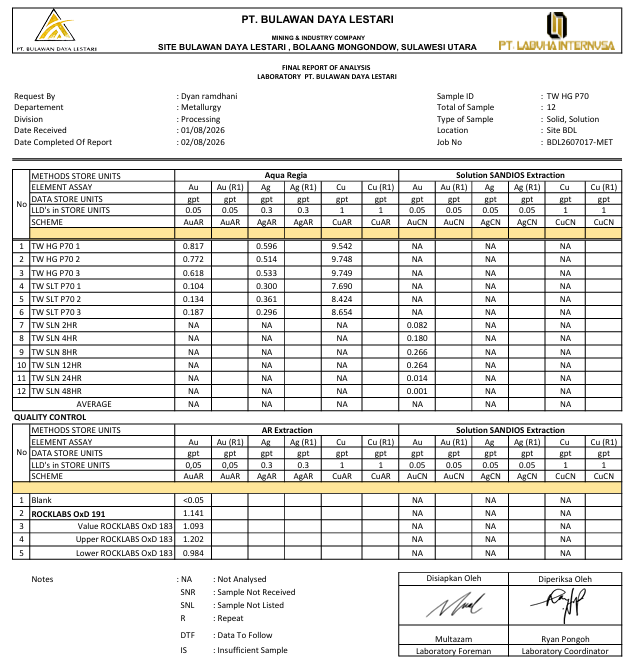 PT. BULAWAN DAYA LESTARI
MINING & INDUSTRY COMPANY
SITE BULAWAN DAYA LESTARI , BOLAANG MONGONDOW, SULAWESI UTARA
PT. BULAWAN DAYA LESTARI
PT. LABUHA INTERNUSA
FINAL REPORT OF ANALYSIS
LABORATORY PT. BULAWAN DAYA LESTARI
Request By : Dyan ramdhani Sample ID : TW HG P70
Departement : Metallurgy Total of Sample : 12
Division : Processing Type of Sample : Solid, Solution
Date Received : 01/08/2026 Location : Site BDL
Date Completed Of Report : 02/08/2026 Job No : BDL2607017-MET
No METHODS STORE UNITS Aqua Regia Solution SANDIOS Extraction
ELEMENT ASSAY Au Au (R1) Ag Ag (R1) Cu Cu (R1) Au Au (R1) Ag Ag (R1) Cu Cu (R1)
DATA STORE UNITS gpt gpt gpt gpt gpt gpt gpt gpt gpt gpt gpt gpt
LLD's in STORE UNITS 0.05 0.05 0.3 0.3 1 1 0.05 0.05 0.05 0.05 1 1
SCHEME AuAR AuAR AgAR AgAR CuAR CuAR AuCN AuCN AgCN AgCN CuCN CuCN
1 TW HG P70 1 0.817 0.596 9.542 NA NA NA
2 TW HG P70 2 0.772 0.514 9.748 NA NA NA
3 TW HG P70 3 0.618 0.533 9.749 NA NA NA
4 TW SLT P70 1 0.104 0.300 7.690 NA NA NA
5 TW SLT P70 2 0.134 0.361 8.424 NA NA NA
6 TW SLT P70 3 0.187 0.296 8.654 NA NA NA
7 TW SLN 2HR NA NA NA 0.082
8 TW SLN 4HR NA NA NA 0.180
9 TW SLN 8HR NA NA NA 0.266
10 TW SLN 12HR NA NA NA 0.264
11 TW SLN 24HR NA NA NA 0.014
12 TW SLN 48HR NA NA NA 0.001
AVERAGE NA NA NA NA NA NA
QUALITY CONTROL
No METHODS STORE UNITS AR Extraction Solution SANDIOS Extraction
ELEMENT ASSAY Au Au (R1) Ag Ag (R1) Cu Cu (R1) Au Au (R1) Ag Ag (R1) Cu Cu (R1)
DATA STORE UNITS gpt gpt gpt gpt gpt gpt gpt gpt gpt gpt gpt gpt
LLD's in STORE UNITS 0,05 0,05 0.3 0.3 1 1 0.05 0.05 0.05 0.05 1 1
SCHEME AuAR AuAR AgAR AgAR CuAR CuAR AuCN AuCN AgCN AgCN CuCN CuCN
1 Blank <0.05 NA NA NA
2 ROCKLABS OxD 191 1.141 NA NA NA
3 Value ROCKLABS OxD 183 1.093 NA NA NA
4 Upper ROCKLABS OxD 183 1.202 NA NA NA
5 Lower ROCKLABS OxD 183 0.984 NA NA NA
Notes : NA : Not Analysed
SNR : Sample Not Received
SNL : Sample Not Listed
R : Repeat
DTF : Data To Follow
IS : Insufficient Sample
Disiapkan Oleh Diperiksa Oleh
Multazam Ryan Pongoh
Laboratory Foreman Laboratory Coordinator